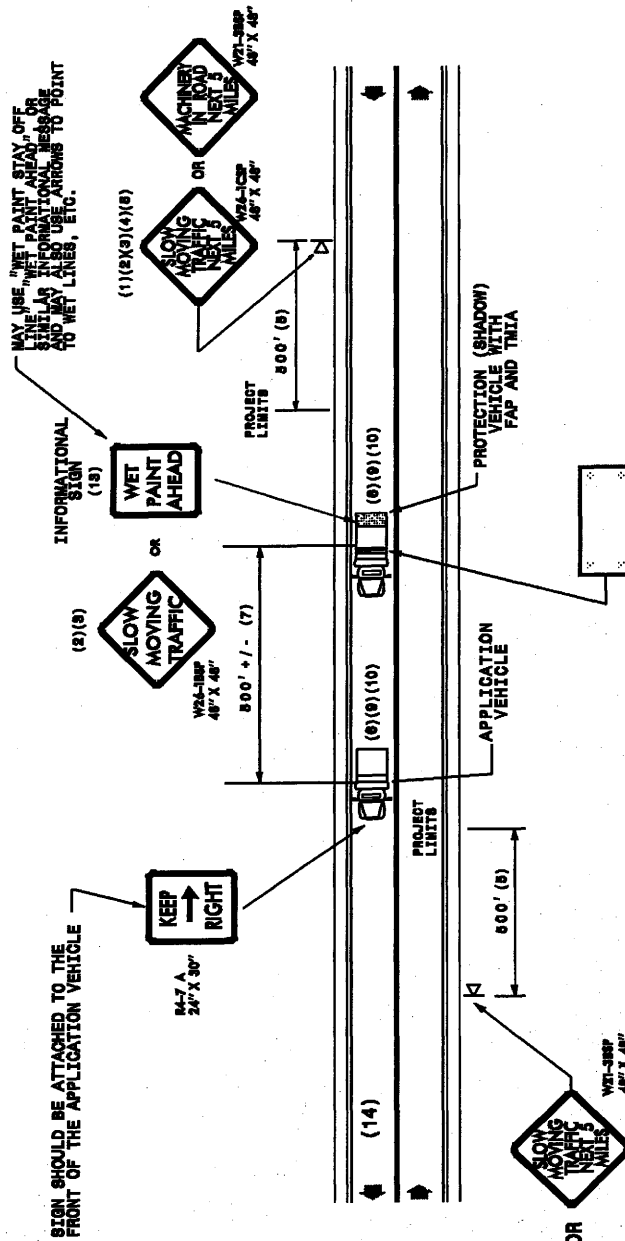 SIGN SHOULD BE ATTACHED TO THE
FRONT OF THE APPLICATION VEHICLE
KEEP
RIGHT
R4-7 A
24" X 30"
(2)(3)
SLOW
MOVING
TRAFFIC
W26-1BSP
48" X 48"
OR
INFORMATIONAL
SIGN
(13)
WET
PAINT
AHEAD
MAY USE "WET PAINT STAY OFF
LINE" "WET PAINT AHEAD" OR
SIMILAR INFORMATIONAL MESSAGE
AND MAY ALSO USE ARROWS TO POINT
TO WET LINES, ETC.
(1)(2)(3)(4)(5)
SLOW
MOVING
TRAFFIC
NEXT 5
MILES
W26-1CSP
48" X 48"
OR
MACHINERY
IN ROAD
NEXT 5
MILES
W21-3BSP
48" X 48"
500' +/- (7)
PROJECT
LIMITS
500' (5)
(14)
(6)(9)(10)
(6)(9)(10)
APPLICATION
VEHICLE
PROTECTION (SHADOW)
VEHICLE WITH
FAP AND TMIA
PROJECT
LIMITS
500' (5)
OR
SLOW
MOVING
TRAFFIC
NEXT 5
MILES
W21-3BSP
48" X 48"